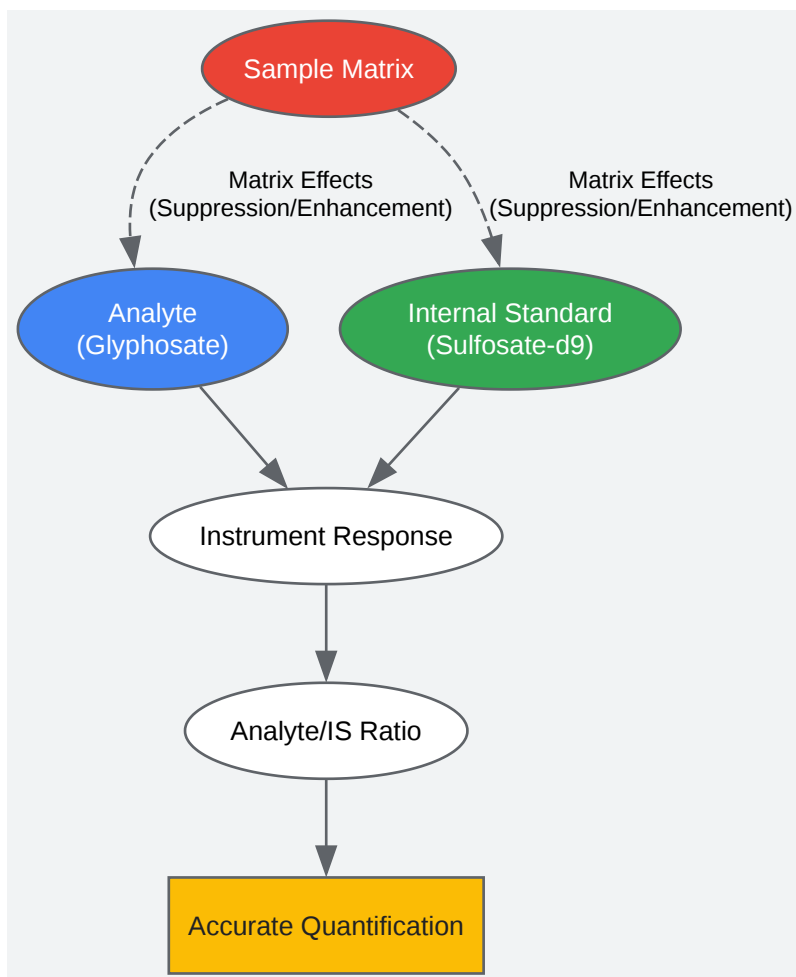 Sample Matrix
Matrix Effects
(Suppression/Enhancement)
Matrix Effects
(Suppression/Enhancement)
Analyte
(Glyphosate)
Internal Standard
(Sulfosate-d9)
Instrument Response
Analyte/IS Ratio
Accurate Quantification